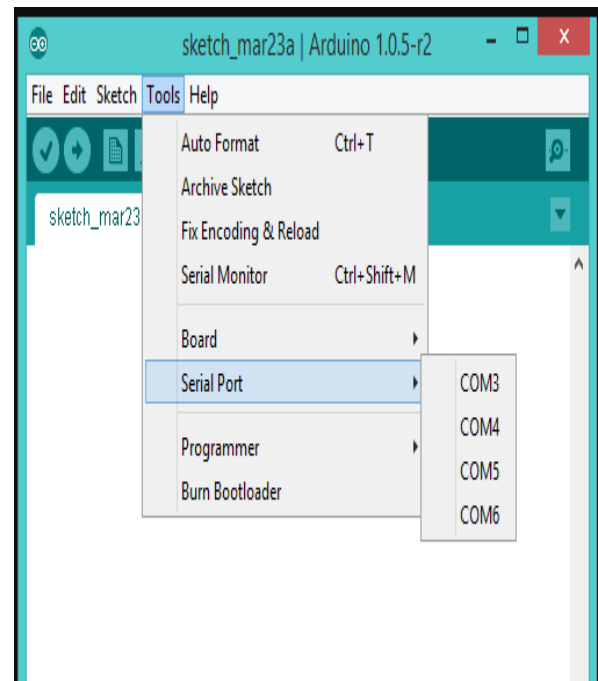 sketch_mar23a | Arduino 1.0.5-r2
File Edit Sketch Tools Help
sketch_mar23
Auto Format Ctrl+T
Archive Sketch
Fix Encoding & Reload
Serial Monitor Ctrl+Shift+M
Board
Serial Port
COM3
COM4
COM5
COM6
Programmer
Burn Bootloader